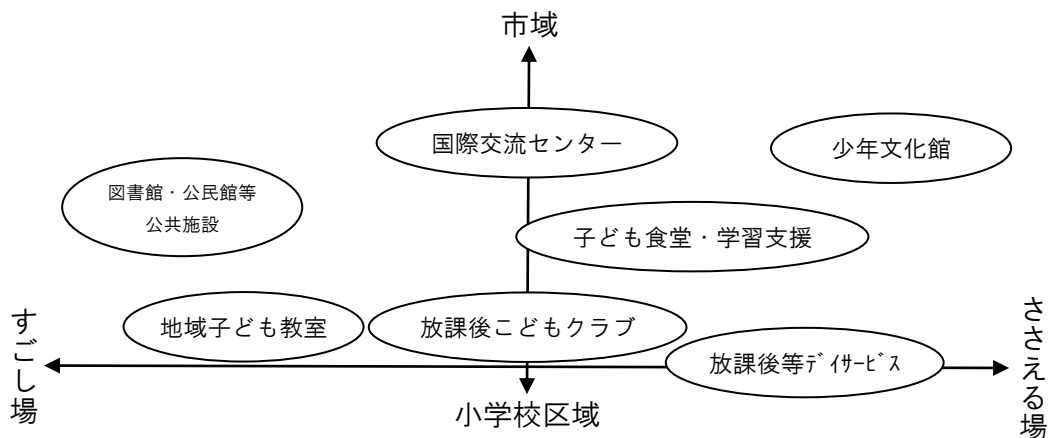 市域
国際交流センター
少年文化館
図書館・公民館等
公共施設
子ども食堂・学習支援
地域子ども教室
放課後こどもクラブ
放課後等ﾃﾞｲｻｰﾋﾞｽ
すごし場
ささえる場
小学校区域